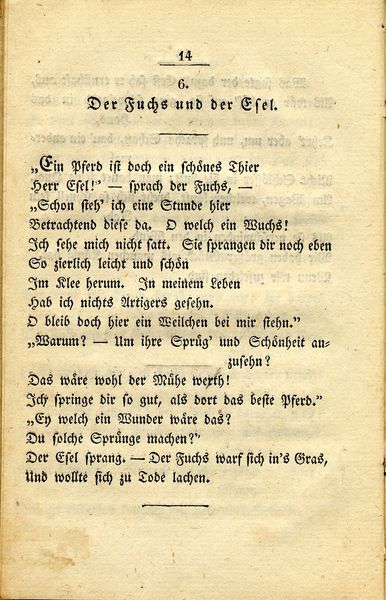 14
6.
Der Fuchs und der Esel.
„Ein Pferd ist doch ein schönes Thier
Herr Esel!" — sprach der Fuchs, —
„Schon steh' ich eine Stunde hier
Betrachtend diese da. O welch ein Wuchs!
Ich sehe mich nicht satt. Sie sprangen dir noch eben
So zierlich leicht und schön
Im Klee herum. In meinem Leben
Hab ich nichts Artigers gesehen.
O bleib doch hier ein Weilchen bei mir stehn."
„Warum? — Um ihre Sprüg' und Schönheit an-
zusehn?
Das wäre wohl der Mühe werth!
Ich springe dir so gut, als dort das beste Pferd."
„Ey welch ein Wunder wäre das?
Du solche Sprünge machen?"
Der Esel sprang. — Der Fuchs warf sich in's Gras,
Und wollte sich zu Tode lachen.